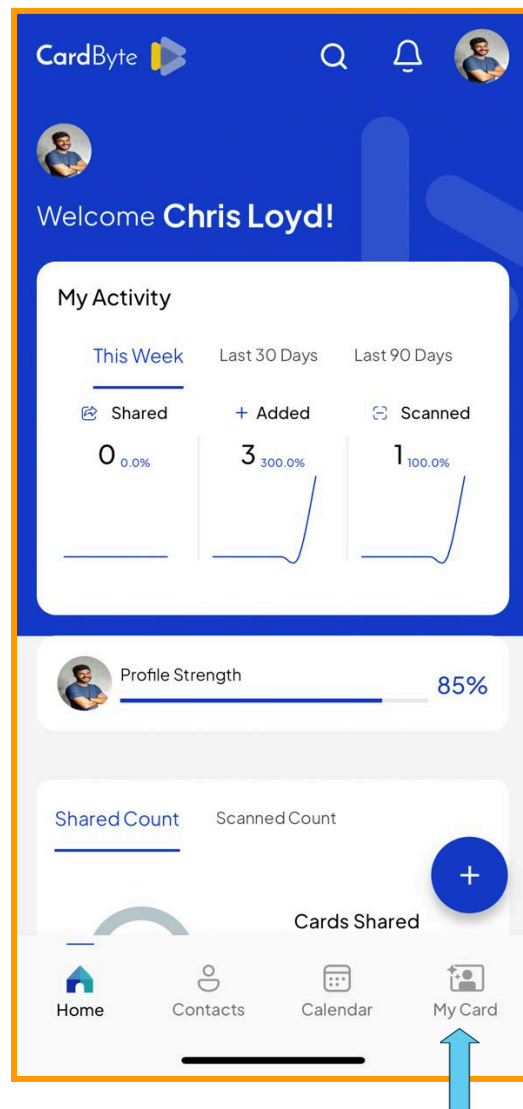 CardByte
Welcome Chris Loyd!
My Activity
This Week Last 30 Days Last 90 Days
Shared + Added Scanned
0 0.0% 3 300.0% 1 100.0%
Profile Strength
85%
Shared Count Scanned Count
+
Cards Shared
Home Contacts Calendar My Card